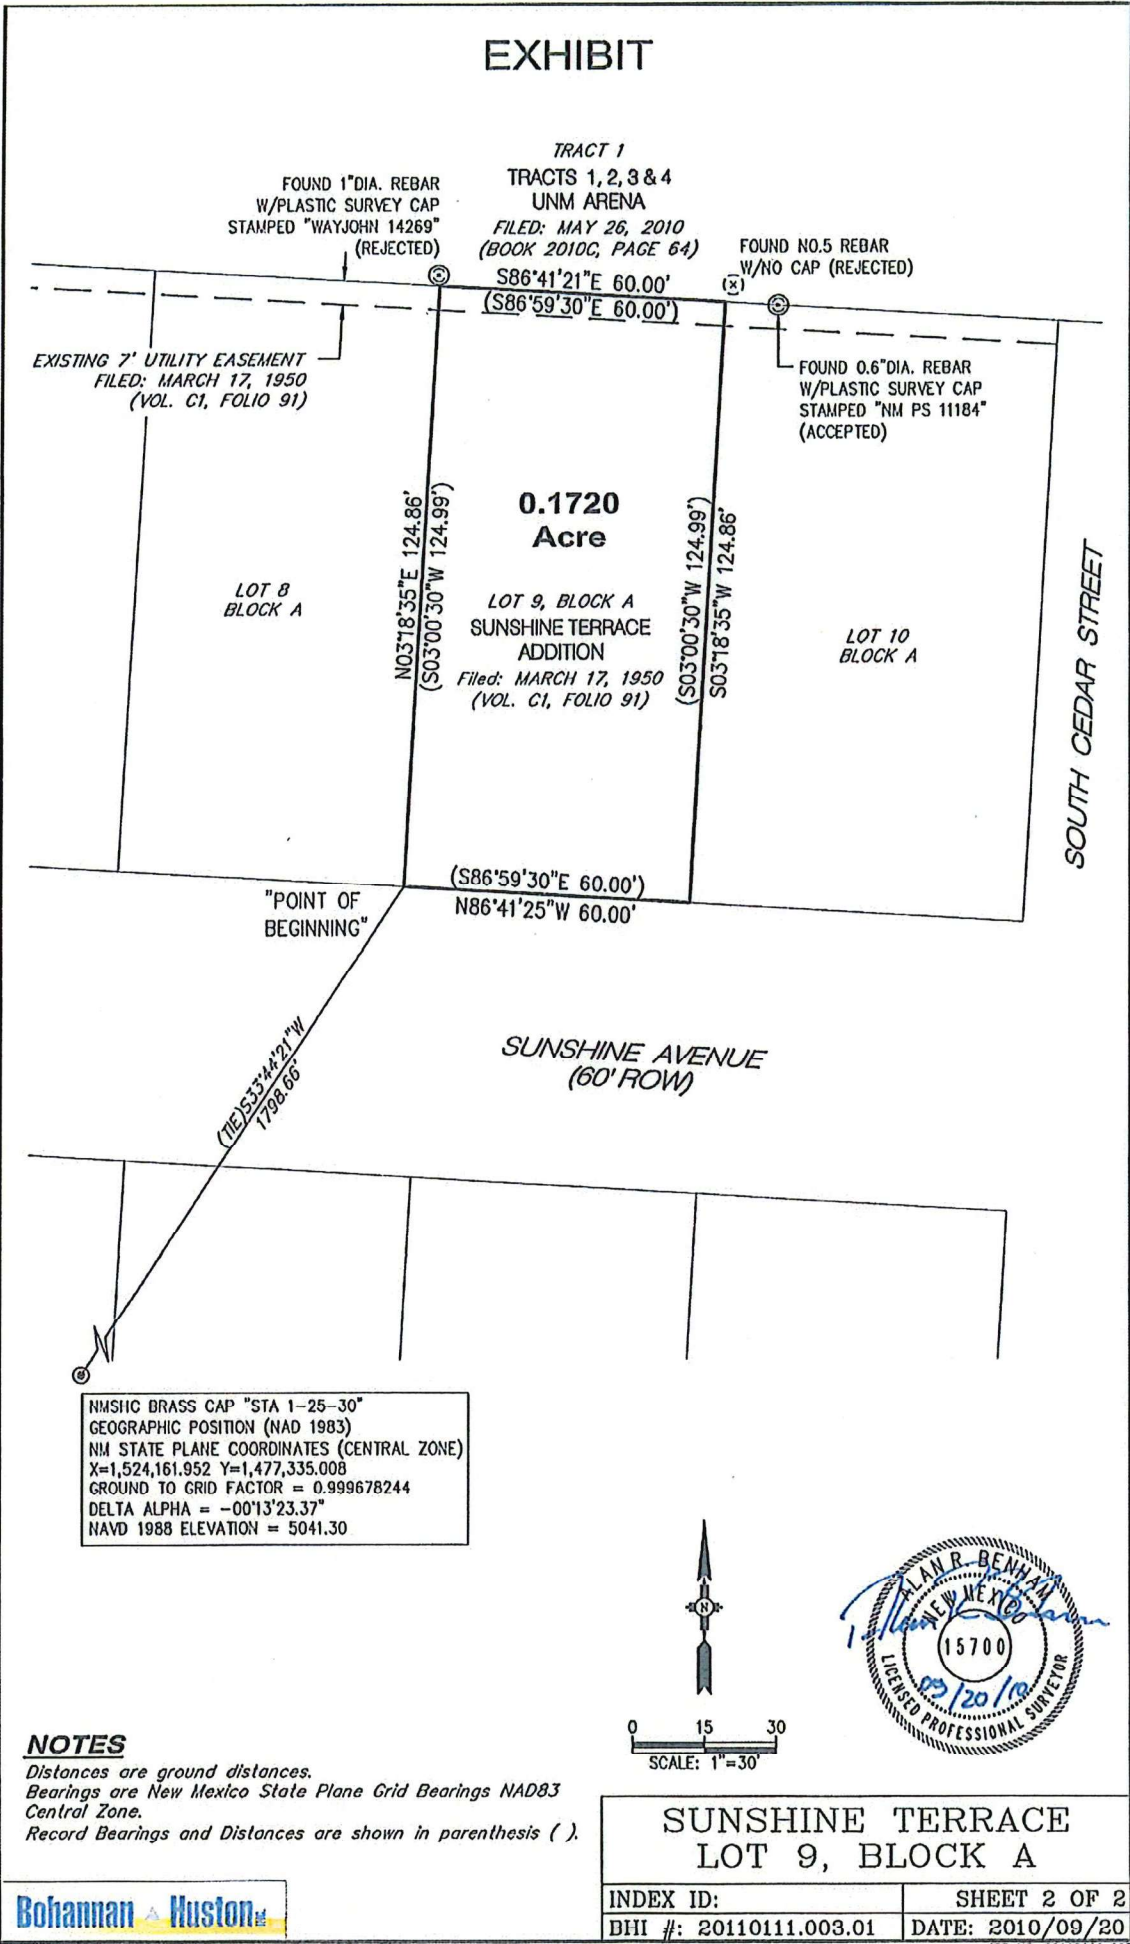 EXHIBIT
TRACT 1
TRACTS 1, 2, 3 & 4
UNM ARENA
FILED: MAY 26, 2010
(BOOK 2010C, PAGE 64)
FOUND 1"DIA. REBAR
W/PLASTIC SURVEY CAP
STAMPED "WAYJOHN 14269"
(REJECTED)
FOUND NO.5 REBAR
W/NO CAP (REJECTED)
S86°41'21"E 60.00'
(S86°59'30"E 60.00')
EXISTING 7' UTILITY EASEMENT
FILED: MARCH 17, 1950
(VOL. C1, FOLIO 91)
FOUND 0.6"DIA. REBAR
W/PLASTIC SURVEY CAP
STAMPED "NM PS 11184"
(ACCEPTED)
N03°18'35"E 124.86'
(S03°00'30"W 124.99')
0.1720
Acre
(S03°00'30"W 124.99')
S03°18'35"W 124.86'
LOT 8
BLOCK A
LOT 9, BLOCK A
SUNSHINE TERRACE
ADDITION
Filed: MARCH 17, 1950
(VOL. C1, FOLIO 91)
LOT 10
BLOCK A
SOUTH CEDAR STREET
"POINT OF
BEGINNING"
(S86°59'30"E 60.00')
N86°41'25"W 60.00'
(TIE)S33°44'21"W
1798.66'
SUNSHINE AVENUE
(60' ROW)
NMSHC BRASS CAP "STA 1-25-30"
GEOGRAPHIC POSITION (NAD 1983)
NM STATE PLANE COORDINATES (CENTRAL ZONE)
X=1,524,161.952 Y=1,477,335.008
GROUND TO GRID FACTOR = 0.999678244
DELTA ALPHA = -00°13'23.37"
NAVD 1988 ELEVATION = 5041.30
N
ALAN R. BENHAM
NEW MEXICO
15700
09/20/10
LICENSED PROFESSIONAL SURVEYOR
0 15 30
SCALE: 1"=30'
NOTES
Distances are ground distances.
Bearings are New Mexico State Plane Grid Bearings NAD83
Central Zone.
Record Bearings and Distances are shown in parenthesis ( ).
SUNSHINE TERRACE
LOT 9, BLOCK A
INDEX ID: SHEET 2 OF 2
BHI #: 20110111.003.01 DATE: 2010/09/20
Bohannan Huston